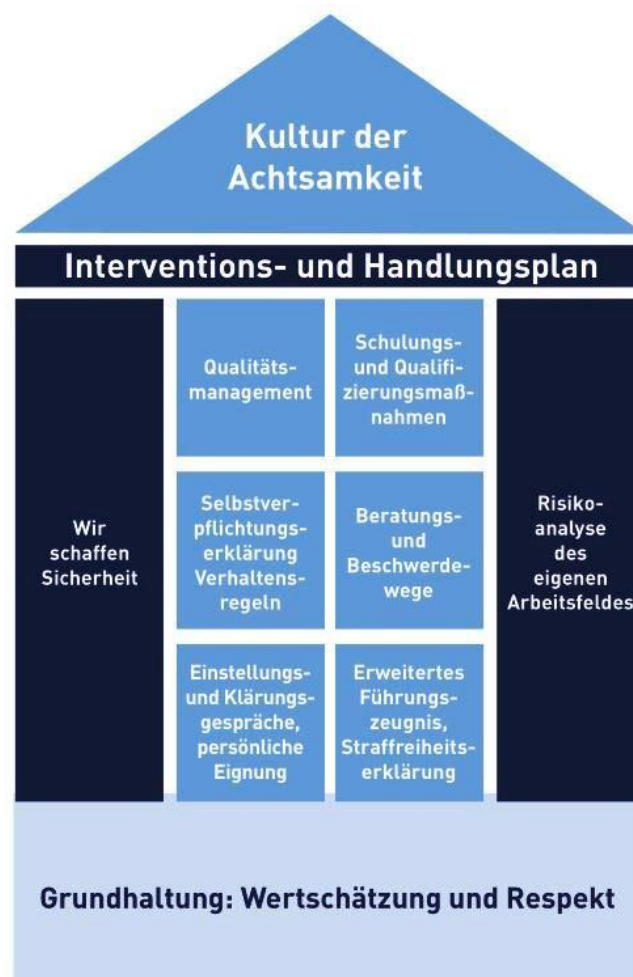 Kultur der
Achtsamkeit
Interventions- und Handlungsplan
Wir
schaffen
Sicherheit
Qualitäts-
management
Schulungs-
und Qualifi-
zierungsmaß-
nahmen
Selbstver-
pflichtungs-
erklärung
Verhaltens-
regeln
Beratungs-
und
Beschwerde-
wege
Einstellungs-
und Klärungs-
gespräche,
persönliche
Eignung
Erweitertes
Führungs-
zeugnis,
Straffreiheits-
erklärung
Risiko-
analyse
des
eigenen
Arbeitsfeldes
Grundhaltung: Wertschätzung und Respekt